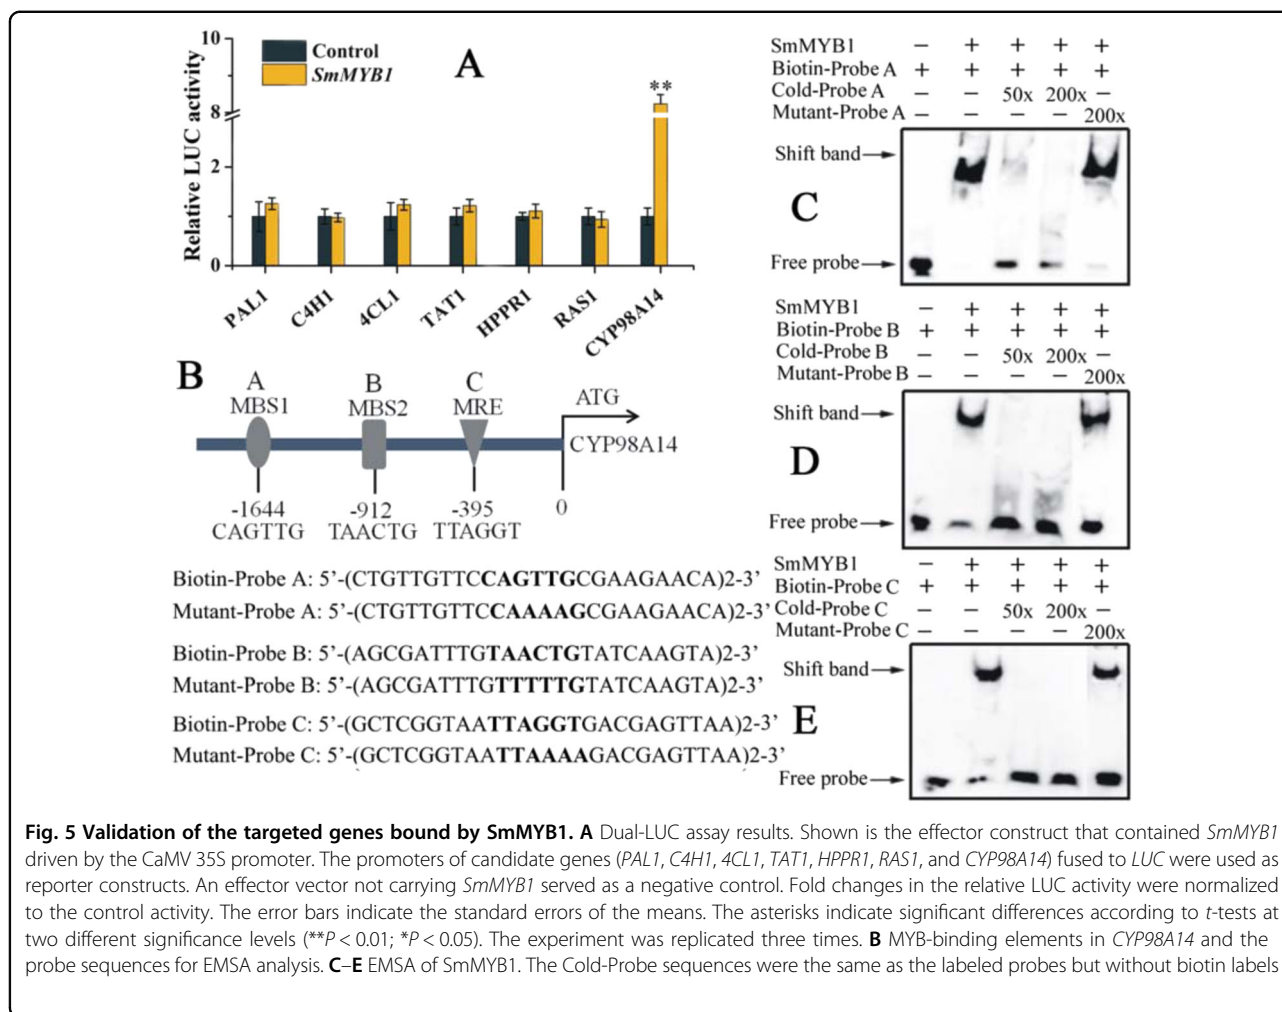 A
Control
SmMYB1
Relative LUC activity
10
8
2
0
**
PAL1
C4H1
4CL1
TAT1
HPPR1
RAS1
CYP98A14
B
A
MBS1
B
MBS2
C
MRE
ATG
CYP98A14
-1644
-912
-395
0
CAGTTG
TAACTG
TTAGGT
Biotin-Probe A: 5’-(CTGTTGTTCCAGTTGCGAAGAACA)2-3’
Mutant-Probe A: 5’-(CTGTTGTTCCAAAAGCGAAGAACA)2-3’
Biotin-Probe B: 5’-(AGCGATTTGTAACTGTATCAAGTA)2-3’
Mutant-Probe B: 5’-(AGCGATTTGTTTTTGTATCAAGTA)2-3’
Biotin-Probe C: 5’-(GCTCGGTAATTAGGTGACGAGTTAA)2-3’
Mutant-Probe C: 5’-(GCTCGGTAATTAAAAGACGAGTTAA)2-3’
SmMYB1 − + + + +
Biotin-Probe A + + + + +
Cold-Probe A − − 50x 200x −
Mutant-Probe A − − − − 200x
Shift band
C
Free probe
SmMYB1 − + + + +
Biotin-Probe B + + + + +
Cold-Probe B − − 50x 200x −
Mutant-Probe B − − − − 200x
Shift band
D
Free probe
SmMYB1 − + + + +
Biotin-Probe C + + + + +
Cold-Probe C − − 50x 200x −
Mutant-Probe C − − − − 200x
Shift band
E
Free probe
Fig. 5 Validation of the targeted genes bound by SmMYB1. A Dual-LUC assay results. Shown is the effector construct that contained SmMYB1
driven by the CaMV 35S promoter. The promoters of candidate genes (PAL1, C4H1, 4CL1, TAT1, HPPR1, RAS1, and CYP98A14) fused to LUC were used as
reporter constructs. An effector vector not carrying SmMYB1 served as a negative control. Fold changes in the relative LUC activity were normalized
to the control activity. The error bars indicate the standard errors of the means. The asterisks indicate significant differences according to t-tests at
two different significance levels (**P < 0.01; *P < 0.05). The experiment was replicated three times. B MYB-binding elements in CYP98A14 and the
probe sequences for EMSA analysis. C–E EMSA of SmMYB1. The Cold-Probe sequences were the same as the labeled probes but without biotin labels